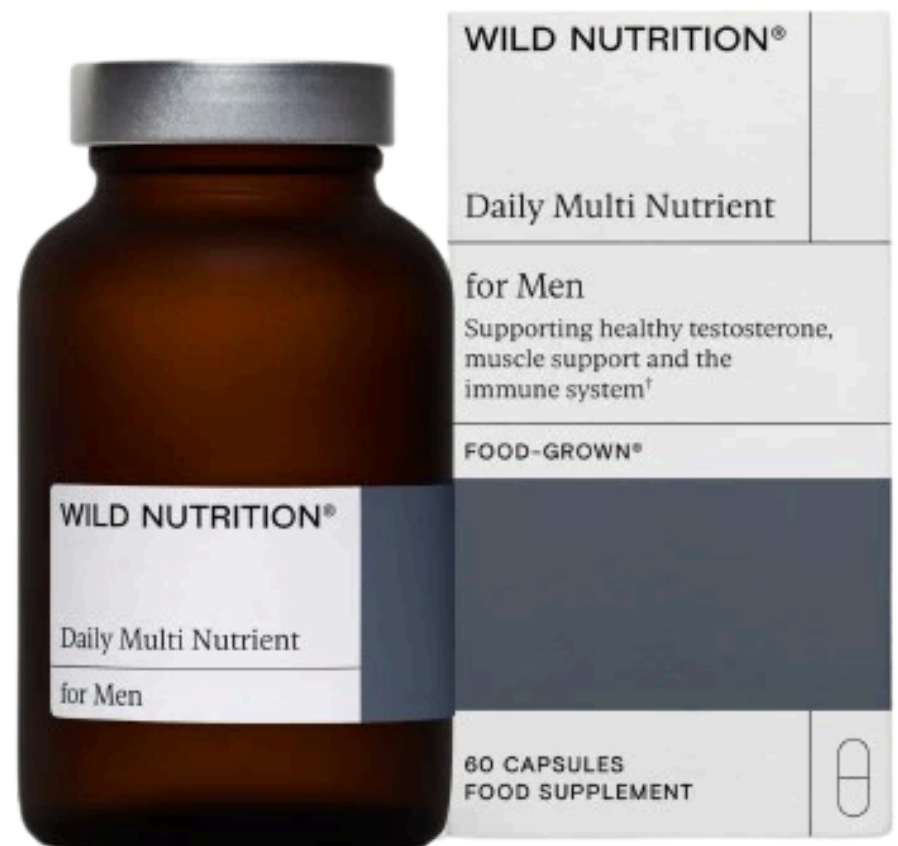 WILD NUTRITION®
Daily Multi Nutrient
for Men
Supporting healthy testosterone,
muscle support and the
immune system†
FOOD-GROWN®
60 CAPSULES
FOOD SUPPLEMENT
WILD NUTRITION®
Daily Multi Nutrient
for Men